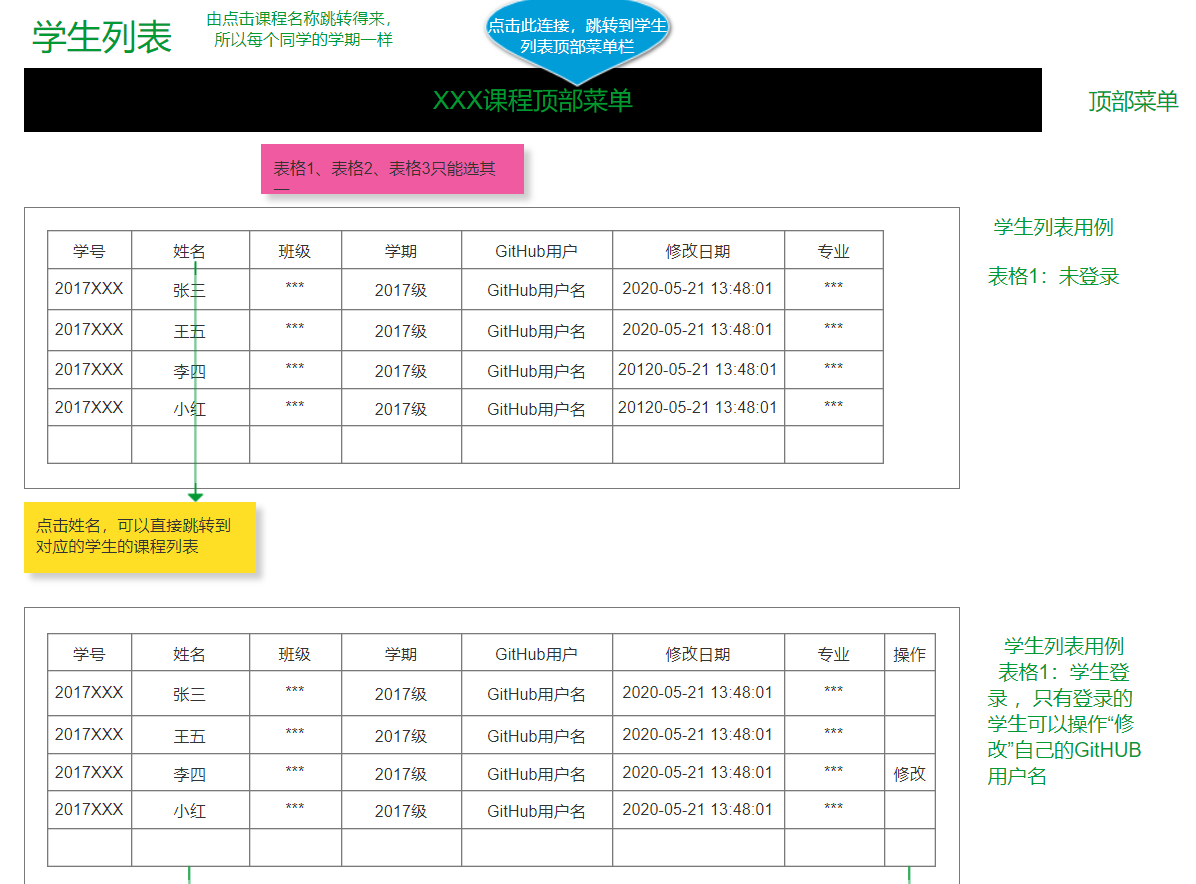 学生列表
由点击课程名称跳转得来，
所以每个同学的学期一样
点击此连接，跳转到学生
列表顶部菜单栏
XXX课程顶部菜单
顶部菜单
表格1、表格2、表格3只能选其
一
学号 姓名 班级 学期 GitHub用户 修改日期 专业
2017XXX 张三 *** 2017级 GitHub用户名 2020-05-21 13:48:01 ***
2017XXX 王五 *** 2017级 GitHub用户名 2020-05-21 13:48:01 ***
2017XXX 李四 *** 2017级 GitHub用户名 20120-05-21 13:48:01 ***
2017XXX 小红 *** 2017级 GitHub用户名 20120-05-21 13:48:01 ***
学生列表用例
表格1：未登录
点击姓名，可以直接跳转到
对应的学生的课程列表
学号 姓名 班级 学期 GitHub用户 修改日期 专业 操作
2017XXX 张三 *** 2017级 GitHub用户名 2020-05-21 13:48:01 ***
2017XXX 王五 *** 2017级 GitHub用户名 2020-05-21 13:48:01 ***
2017XXX 李四 *** 2017级 GitHub用户名 2020-05-21 13:48:01 *** 修改
2017XXX 小红 *** 2017级 GitHub用户名 2020-05-21 13:48:01 ***
学生列表用例
表格1：学生登
录 ，只有登录的
学生可以操作“修
改”自己的GitHUB
用户名